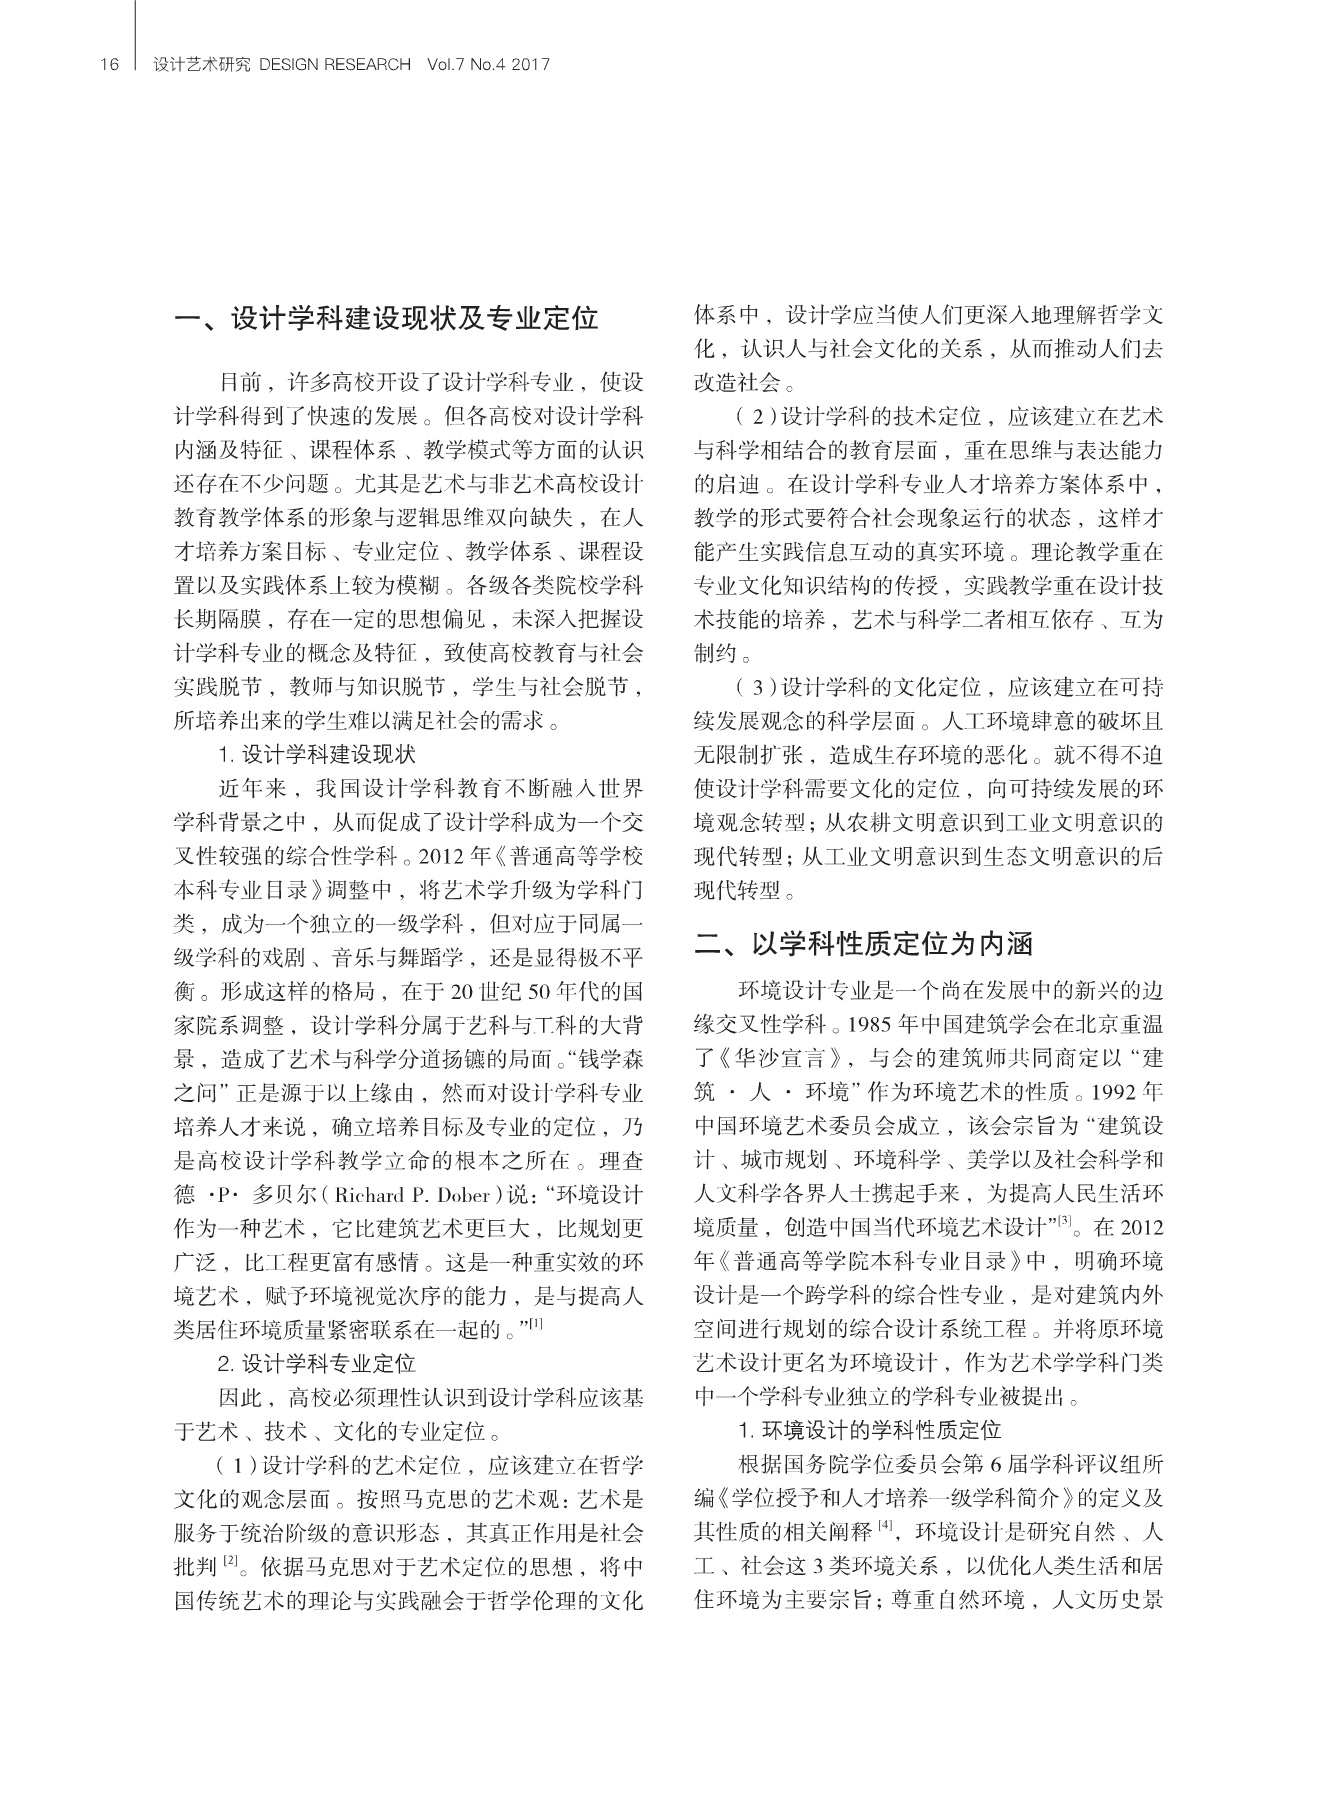 16
设计艺术研究 DESIGN RESEARCH Vol.7 No.4 2017
一、设计学科建设现状及专业定位
目前，许多高校开设了设计学科专业，使设
计学科得到了快速的发展。但各高校对设计学科
内涵及特征、课程体系、教学模式等方面的认识
还存在不少问题。尤其是艺术与非艺术高校设计
教育教学体系的形象与逻辑思维双向缺失，在人
才培养方案目标、专业定位、教学体系、课程设
置以及实践体系上较为模糊。各级各类院校学科
长期隔膜，存在一定的思想偏见，未深入把握设
计学科专业的概念及特征，致使高校教育与社会
实践脱节，教师与知识脱节，学生与社会脱节，
所培养出来的学生难以满足社会的需求。
1. 设计学科建设现状
近年来，我国设计学科教育不断融入世界
学科背景之中，从而促成了设计学科成为一个交
叉性较强的综合性学科。2012 年《普通高等学校
本科专业目录》调整中，将艺术学升级为学科门
类，成为一个独立的一级学科，但对应于同属一
级学科的戏剧、音乐与舞蹈学，还是显得极不平
衡。形成这样的格局，在于 20 世纪 50 年代的国
家院系调整，设计学科分属于艺科与工科的大背
景，造成了艺术与科学分道扬镳的局面。“钱学森
之问” 正是源于以上缘由，然而对设计学科专业
培养人才来说，确立培养目标及专业的定位，乃
是高校设计学科教学立命的根本之所在。理查
德 ·P· 多贝尔（Richard P. Dober）说：“环境设计
作为一种艺术，它比建筑艺术更巨大，比规划更
广泛，比工程更富有感情。这是一种重实效的环
境艺术，赋予环境视觉次序的能力，是与提高人
类居住环境质量紧密联系在一起的。”[1]
2. 设计学科专业定位
因此，高校必须理性认识到设计学科应该基
于艺术、技术、文化的专业定位。
（1）设计学科的艺术定位，应该建立在哲学
文化的观念层面。按照马克思的艺术观：艺术是
服务于统治阶级的意识形态，其真正作用是社会
批判 [2]。依据马克思对于艺术定位的思想，将中
国传统艺术的理论与实践融会于哲学伦理的文化
体系中，设计学应当使人们更深入地理解哲学文
化，认识人与社会文化的关系，从而推动人们去
改造社会。
（2）设计学科的技术定位，应该建立在艺术
与科学相结合的教育层面，重在思维与表达能力
的启迪。在设计学科专业人才培养方案体系中，
教学的形式要符合社会现象运行的状态，这样才
能产生实践信息互动的真实环境。理论教学重在
专业文化知识结构的传授，实践教学重在设计技
术技能的培养，艺术与科学二者相互依存、互为
制约。
（3）设计学科的文化定位，应该建立在可持
续发展观念的科学层面。人工环境肆意的破坏且
无限制扩张，造成生存环境的恶化。就不得不迫
使设计学科需要文化的定位，向可持续发展的环
境观念转型；从农耕文明意识到工业文明意识的
现代转型；从工业文明意识到生态文明意识的后
现代转型。
二、以学科性质定位为内涵
环境设计专业是一个尚在发展中的新兴的边
缘交叉性学科。1985 年中国建筑学会在北京重温
了《华沙宣言》，与会的建筑师共同商定以 “建
筑 · 人 · 环境” 作为环境艺术的性质。1992 年
中国环境艺术委员会成立，该会宗旨为 “建筑设
计、城市规划、环境科学、美学以及社会科学和
人文科学各界人士携起手来，为提高人民生活环
境质量，创造中国当代环境艺术设计”[3]。在 2012
年《普通高等学院本科专业目录》中，明确环境
设计是一个跨学科的综合性专业，是对建筑内外
空间进行规划的综合设计系统工程。并将原环境
艺术设计更名为环境设计，作为艺术学学科门类
中一个学科专业独立的学科专业被提出。
1. 环境设计的学科性质定位
根据国务院学位委员会第 6 届学科评议组所
编《学位授予和人才培养一级学科简介》的定义及
其性质的相关阐释 [4]，环境设计是研究自然、人
工、社会这 3 类环境关系，以优化人类生活和居
住环境为主要宗旨；尊重自然环境，人文历史景